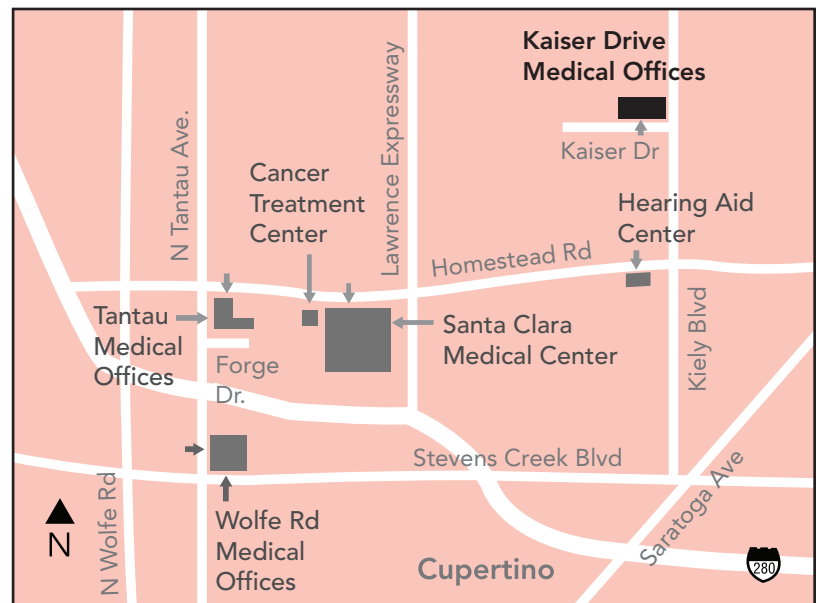 Kaiser Drive
Medical Offices
Kaiser Dr
N Tantau Ave.
Lawrence Expressway
Cancer
Treatment
Center
Hearing Aid
Center
Homestead Rd
Tantau
Medical
Offices
Santa Clara
Medical Center
Kiely Blvd
Forge
Dr.
Stevens Creek Blvd
Saratoga Ave
N Wolfe Rd
N
Wolfe Rd
Medical
Offices
Cupertino
280